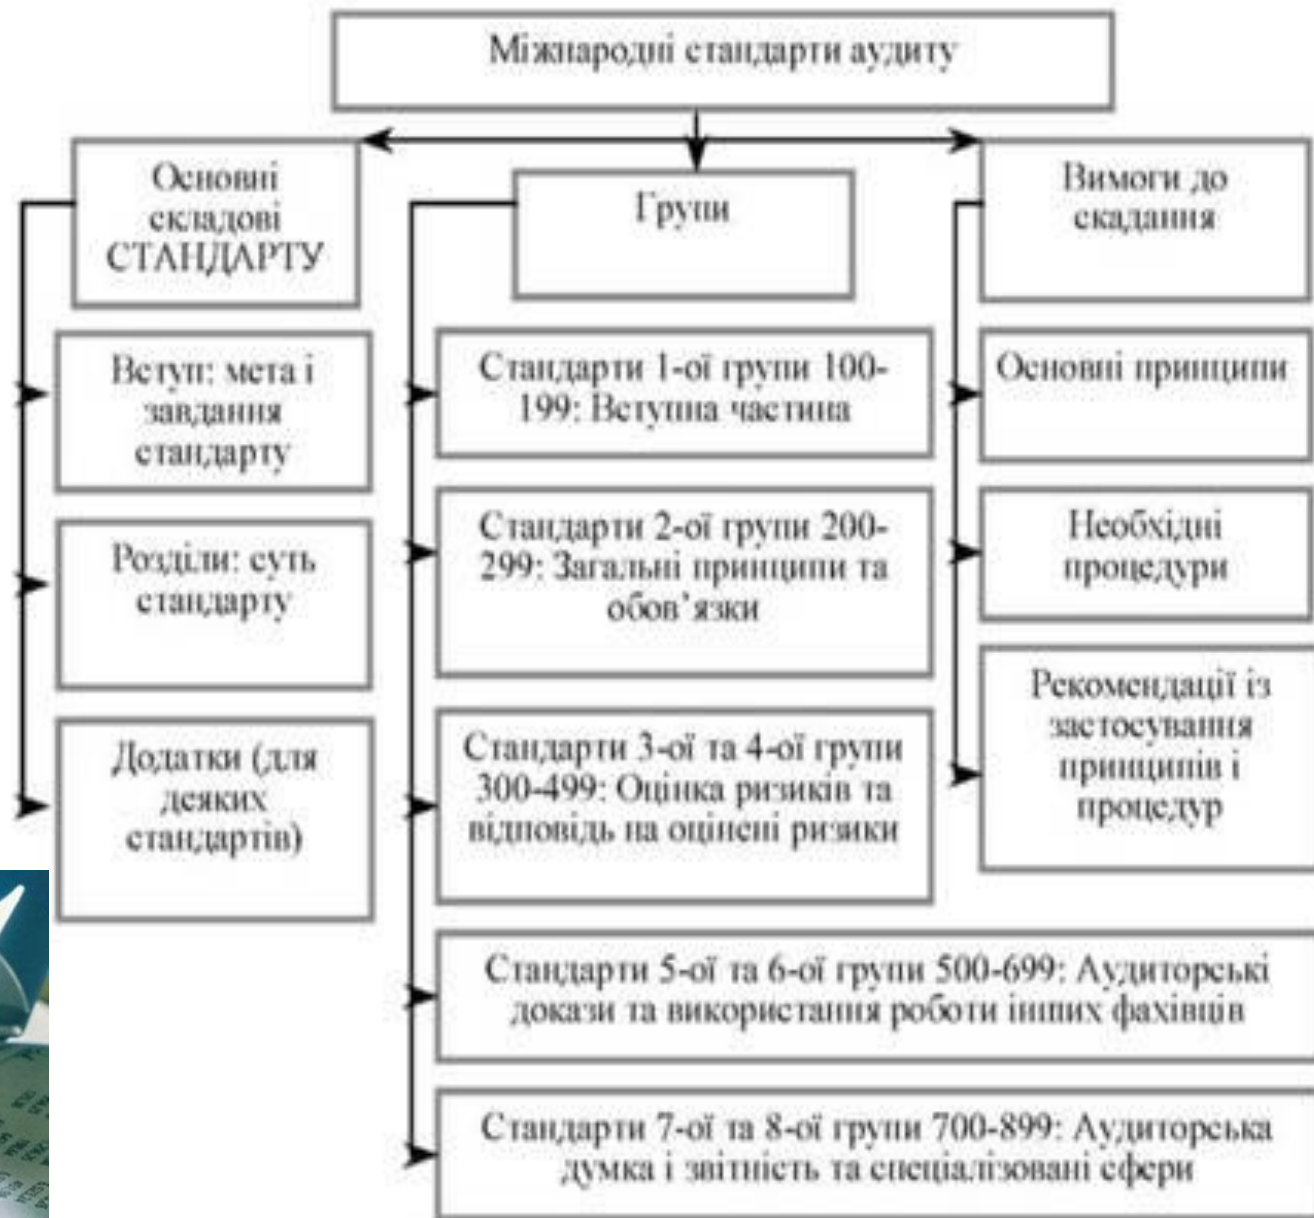 Міжнародні стандарти аудиту
Основні
складові
СТАНДАРТУ
Вступ: мета і
завдання
стандарту
Розділи: суть
стандарту
Додатки (для
деяких
стандартів)
Групи
Стандарти 1-ої групи 100-
199: Вступна частина
Стандарти 2-ої групи 200-
299: Загальні принципи та
обов’язки
Стандарти 3-ої та 4-ої групи
300-499: Оцінка ризиків та
відповідь на оцінені ризики
Стандарти 5-ої та 6-ої групи 500-699: Аудиторські
докази та використання роботи інших фахівців
Стандарти 7-ої та 8-ої групи 700-899: Аудиторська
думка і звітність та спеціалізовані сфери
Вимоги до
скадання
Основні принципи
Необхідні
процедури
Рекомендації із
застосування
принципів і
процедур